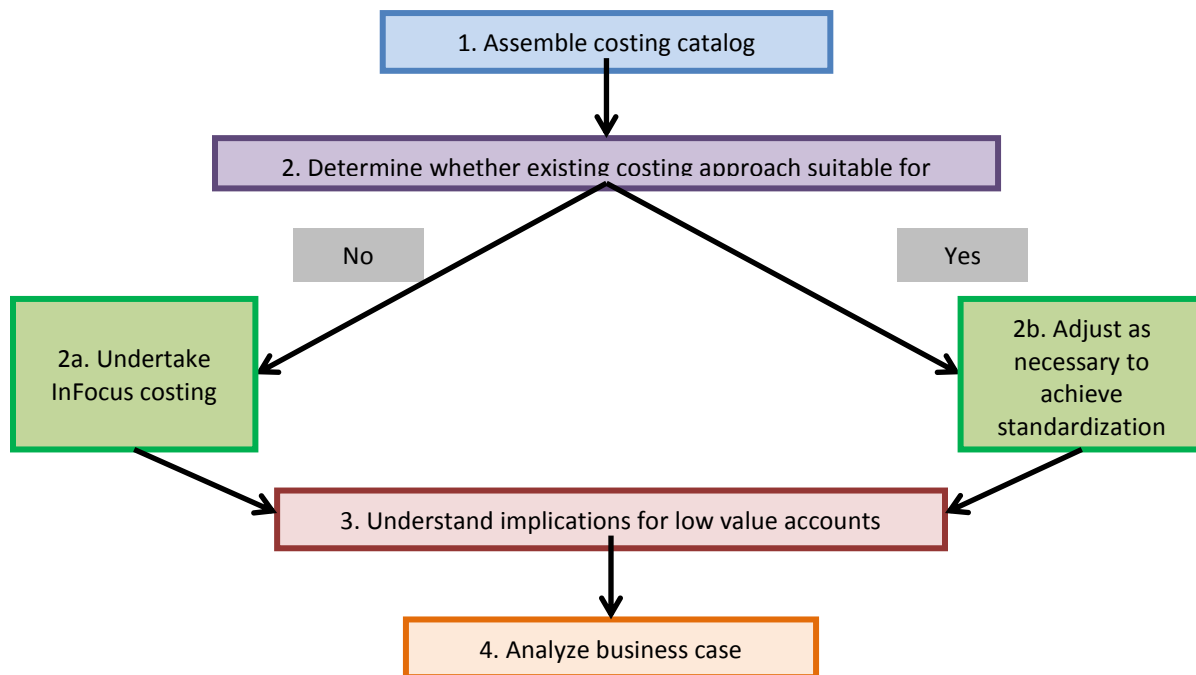 1. Assemble costing catalog
2. Determine whether existing costing approach suitable for
No
Yes
2a. Undertake
InFocus costing
2b. Adjust as
necessary to
achieve
standardization
3. Understand implications for low value accounts
4. Analyze business case